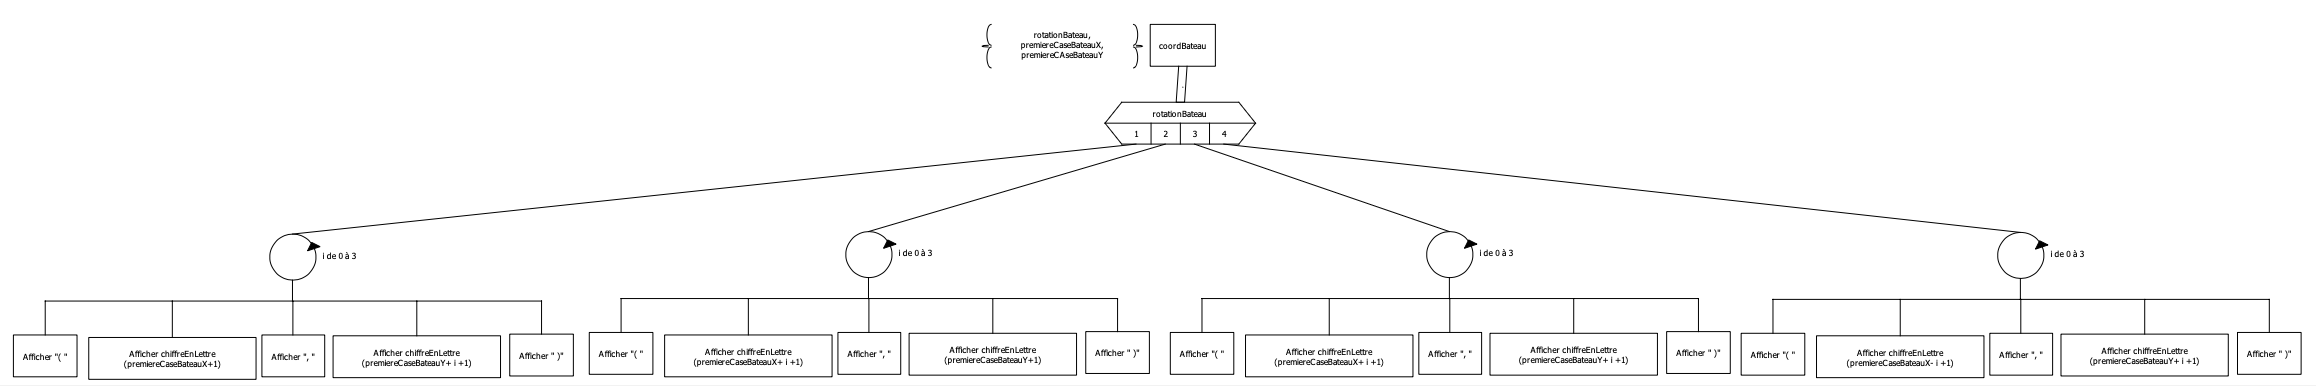 rotationBateau,
premiereCaseBateauX,
premiereCAseBateauY
coordBateau
rotationBateau
1 2 3 4
i de 0 à 3
i de 0 à 3
i de 0 à 3
i de 0 à 3
Afficher "( "
Afficher chiffreEnLettre
(premiereCaseBateauX+1)
Afficher ", "
Afficher chiffreEnLettre
(premiereCaseBateauY+ i +1)
Afficher " )"
Afficher "( "
Afficher chiffreEnLettre
(premiereCaseBateauX+ i +1)
Afficher ", "
Afficher chiffreEnLettre
(premiereCaseBateauY+1)
Afficher " )"
Afficher "( "
Afficher chiffreEnLettre
(premiereCaseBateauX+ i +1)
Afficher ", "
Afficher chiffreEnLettre
(premiereCaseBateauY+ i +1)
Afficher " )"
Afficher "( "
Afficher chiffreEnLettre
(premiereCaseBateauX- i +1)
Afficher ", "
Afficher chiffreEnLettre
(premiereCaseBateauY+ i +1)
Afficher " )"